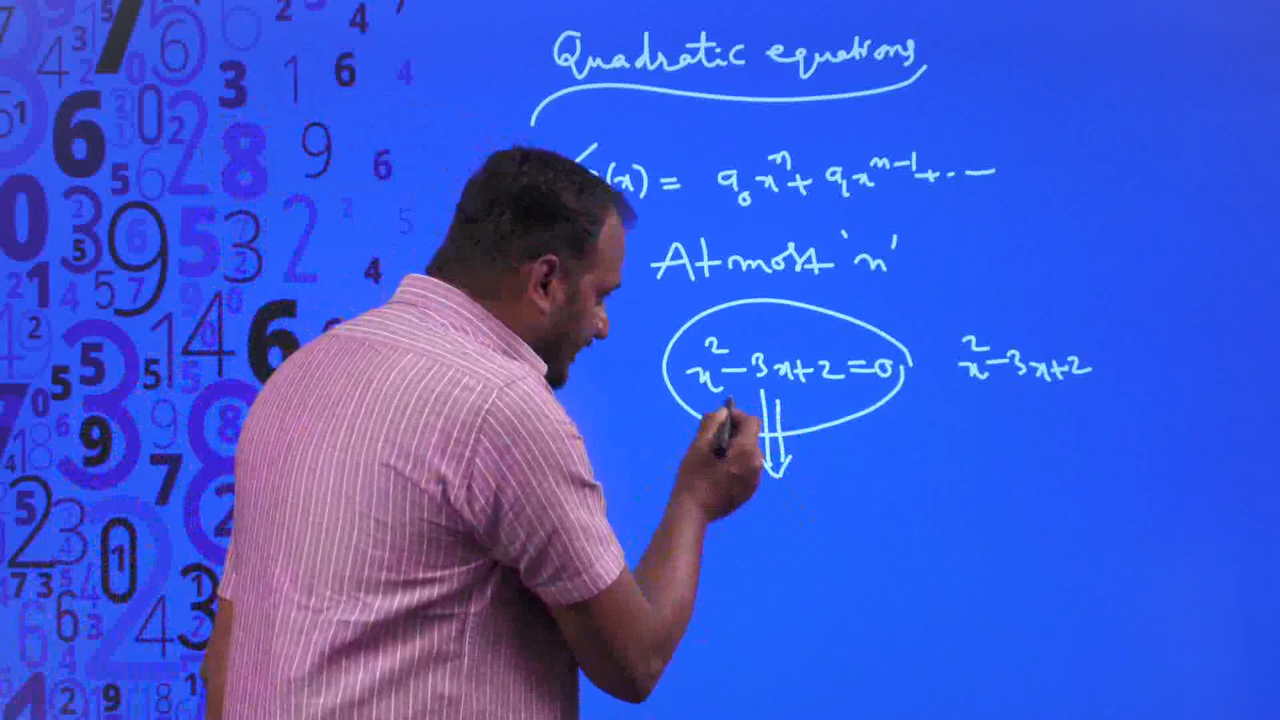 Quadratic equations
(x) = a₀xⁿ + a₁xⁿ⁻¹ + . . —
Atmost 'n'
x² - 3x + 2 = 0 x² - 3x + 2